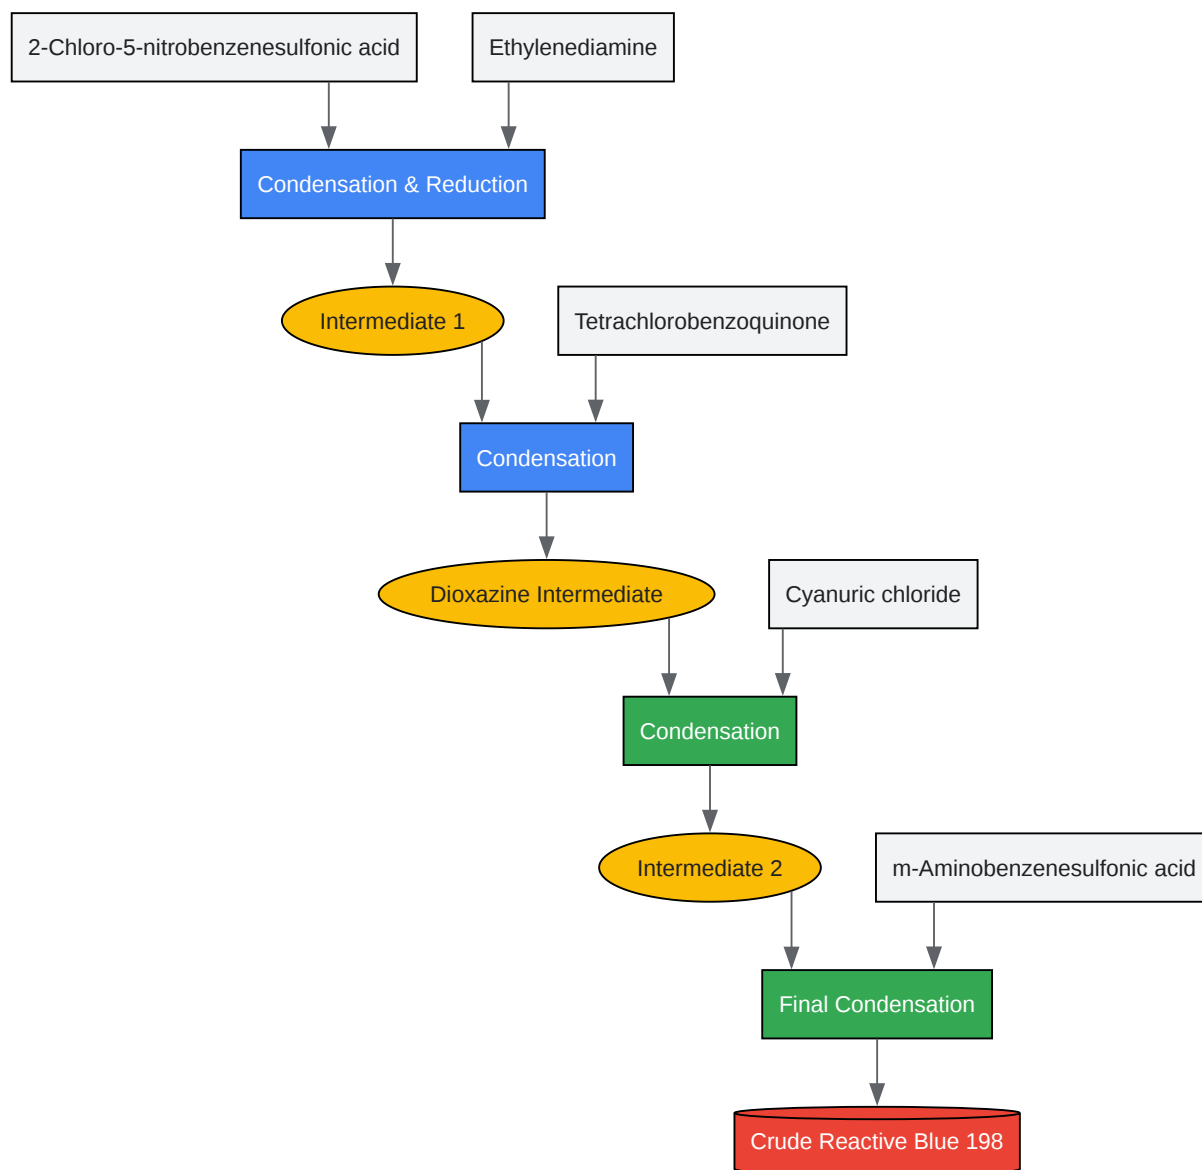 2-Chloro-5-nitrobenzenesulfonic acid
Ethylenediamine
Condensation & Reduction
Intermediate 1
Tetrachlorobenzoquinone
Condensation
Dioxazine Intermediate
Cyanuric chloride
Condensation
Intermediate 2
m-Aminobenzenesulfonic acid
Final Condensation
Crude Reactive Blue 198